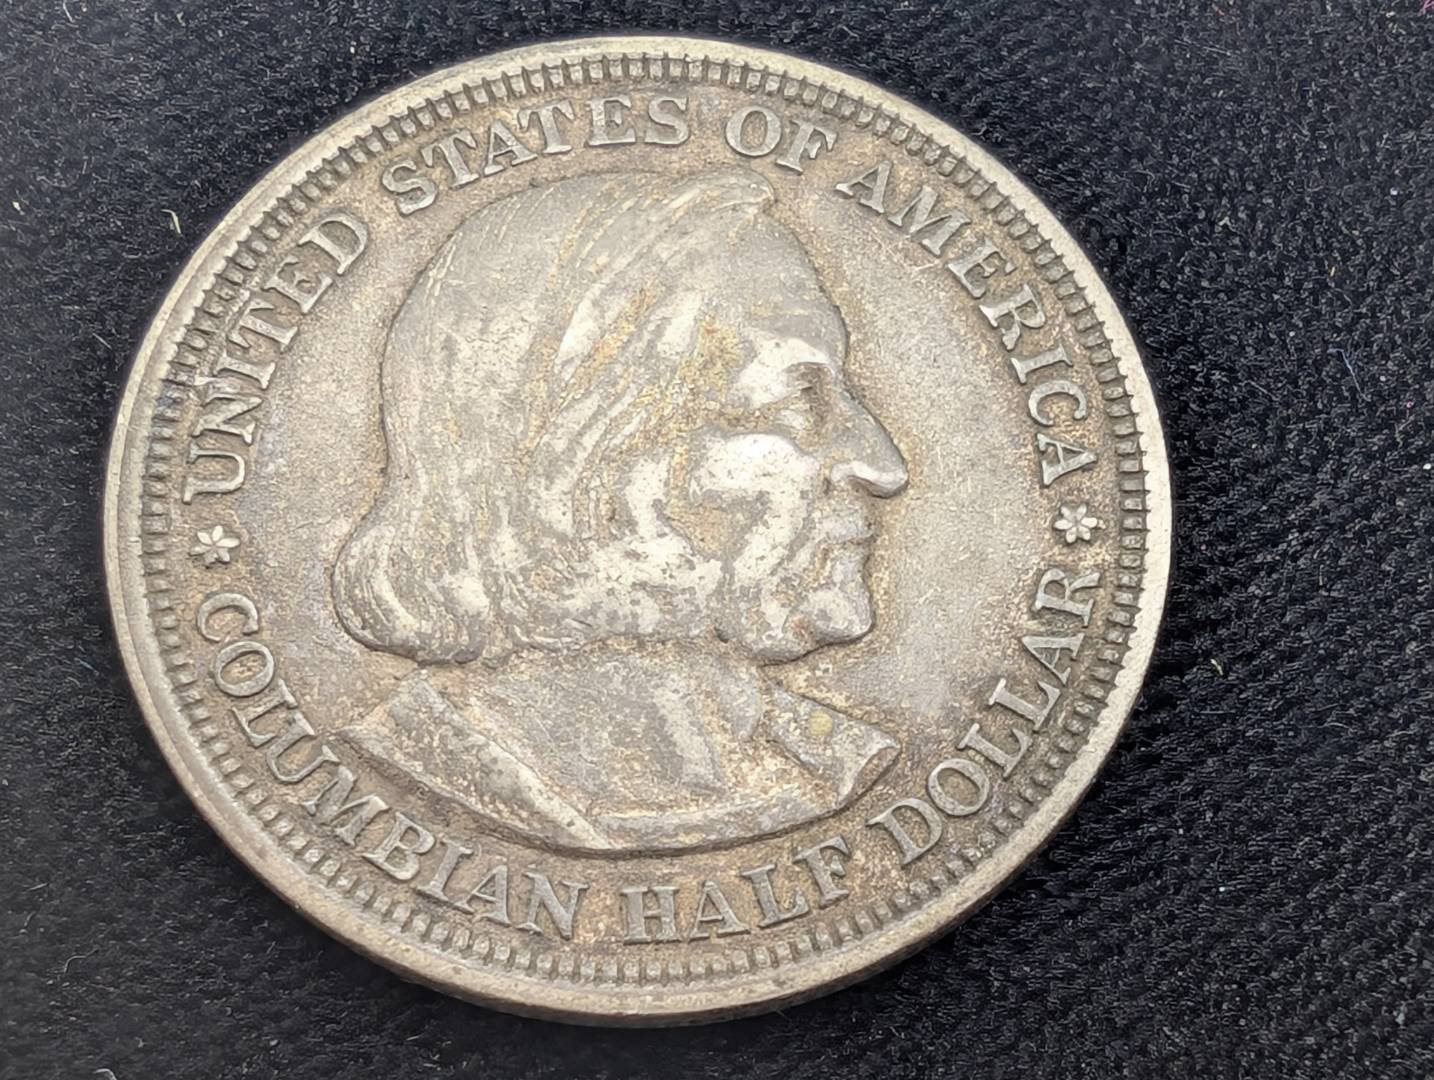 UNITED STATES OF AMERICA
COLUMBIAN HALF DOLLAR